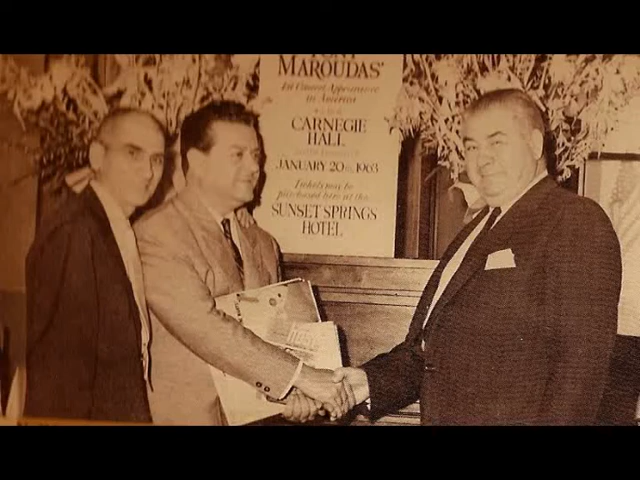 TONY
MAROUDAS'
1st Concert Appearance
in America
CARNEGIE
HALL
JANUARY 20th, 1963
Tickets may be
purchased here at the
SUNSET SPRINGS
HOTEL